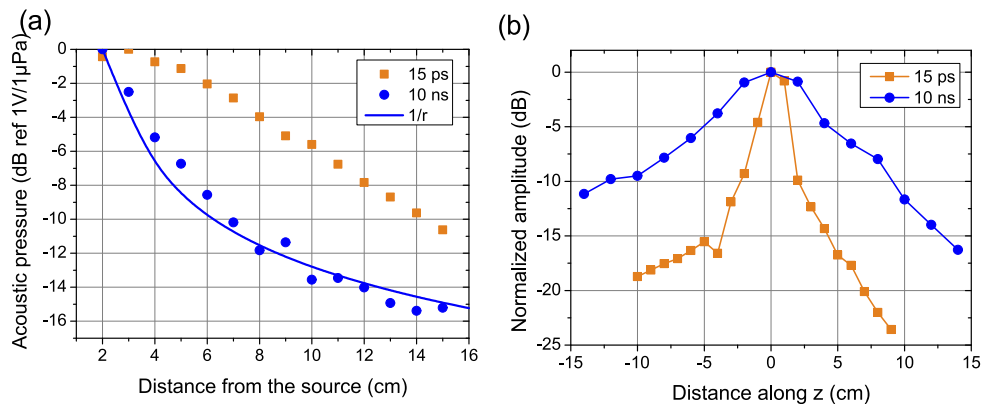 (a)
Acoustic pressure (dB ref 1V/1µPa)
0
-2
-4
-6
-8
-10
-12
-14
-16
2 4 6 8 10 12 14 16
Distance from the source (cm)
15 ps
10 ns
1/r
(b)
Normalized amplitude (dB)
0
-5
-10
-15
-20
-25
-15 -10 -5 0 5 10 15
Distance along z (cm)
15 ps
10 ns